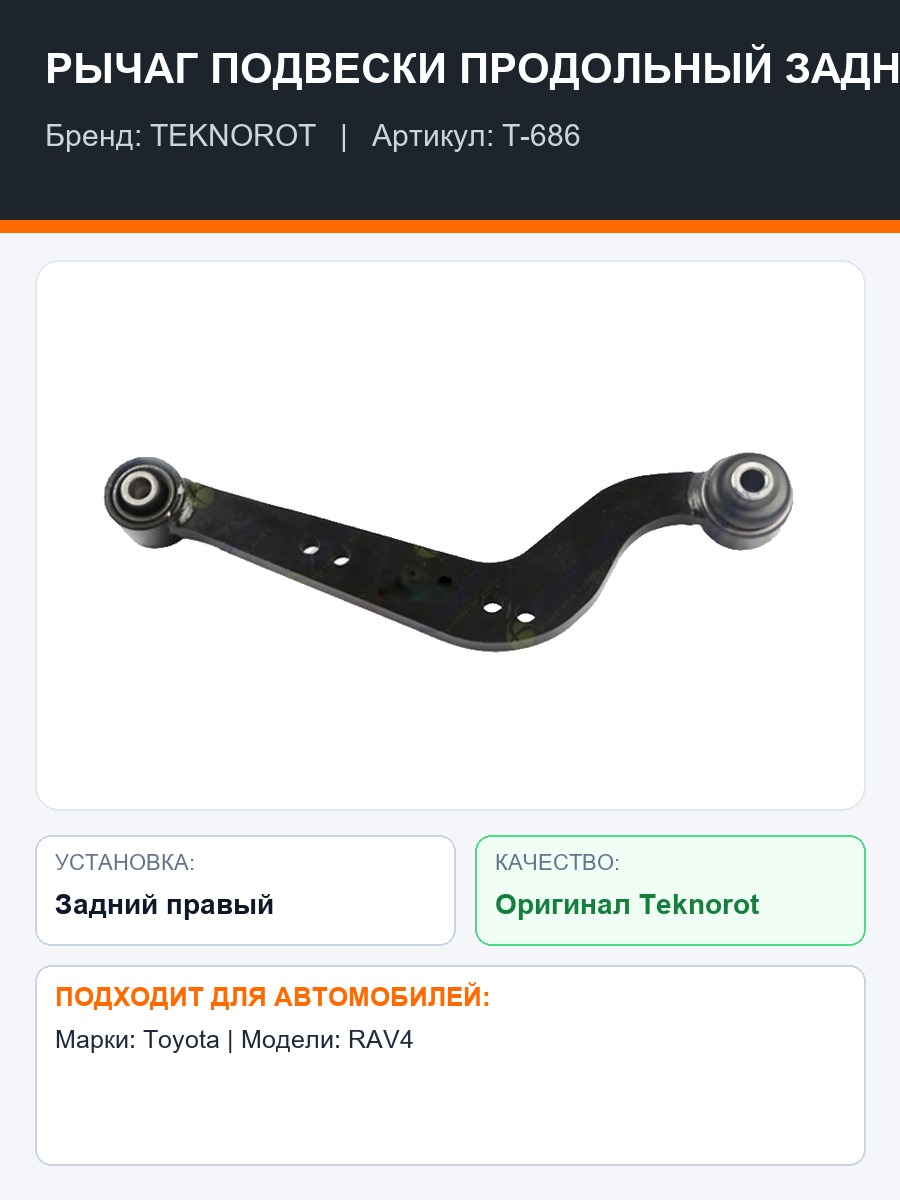 РЫЧАГ ПОДВЕСКИ ПРОДОЛЬНЫЙ ЗАДН
Бренд: TEKNOROT | Артикул: T-686
УСТАНОВКА:
Задний правый
КАЧЕСТВО:
Оригинал Teknorot
ПОДХОДИТ ДЛЯ АВТОМОБИЛЕЙ:
Марки: Toyota | Модели: RAV4